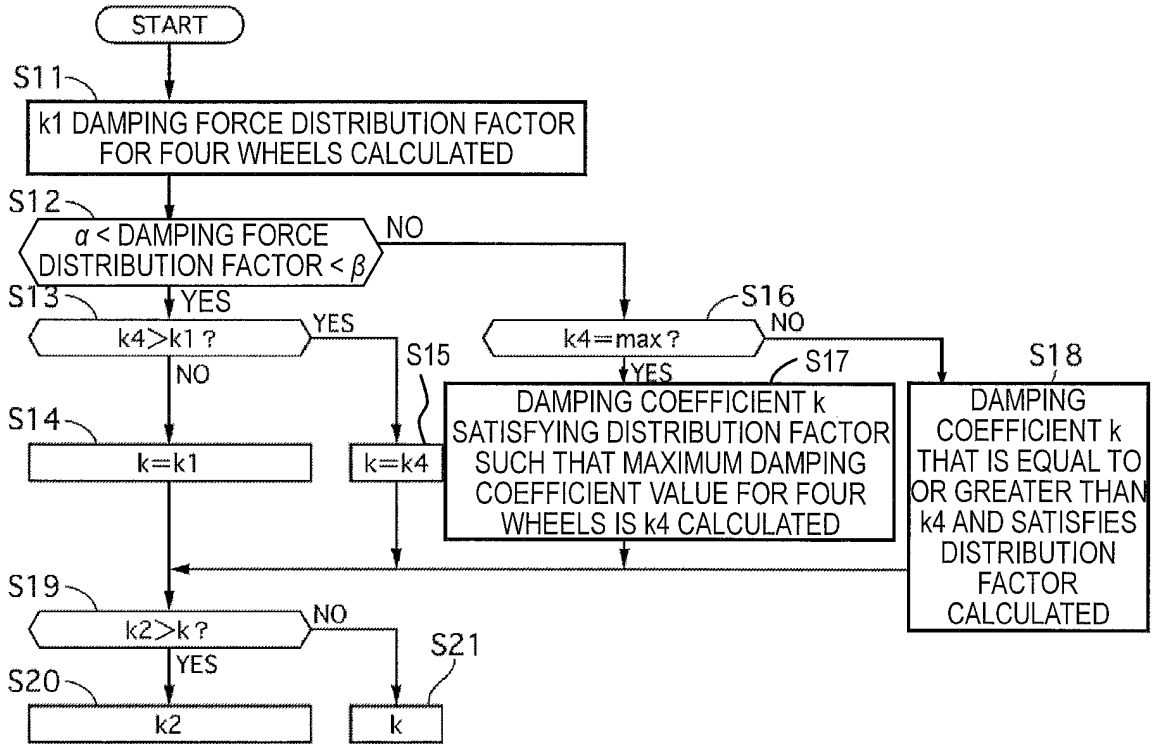 START
S11
k1 DAMPING FORCE DISTRIBUTION FACTOR
FOR FOUR WHEELS CALCULATED
S12
α < DAMPING FORCE
DISTRIBUTION FACTOR < β
NO
YES
S13
k4>k1?
YES
NO
S16
k4=max?
NO
YES
S14
k=k1
S15
k=k4
S17
DAMPING COEFFICIENT k
SATISFYING DISTRIBUTION FACTOR
SUCH THAT MAXIMUM DAMPING
COEFFICIENT VALUE FOR FOUR
WHEELS IS k4 CALCULATED
S18
DAMPING
COEFFICIENT k
THAT IS EQUAL TO
OR GREATER THAN
k4 AND SATISFIES
DISTRIBUTION
FACTOR
CALCULATED
S19
k2>k?
NO
YES
S20
k2
S21
k